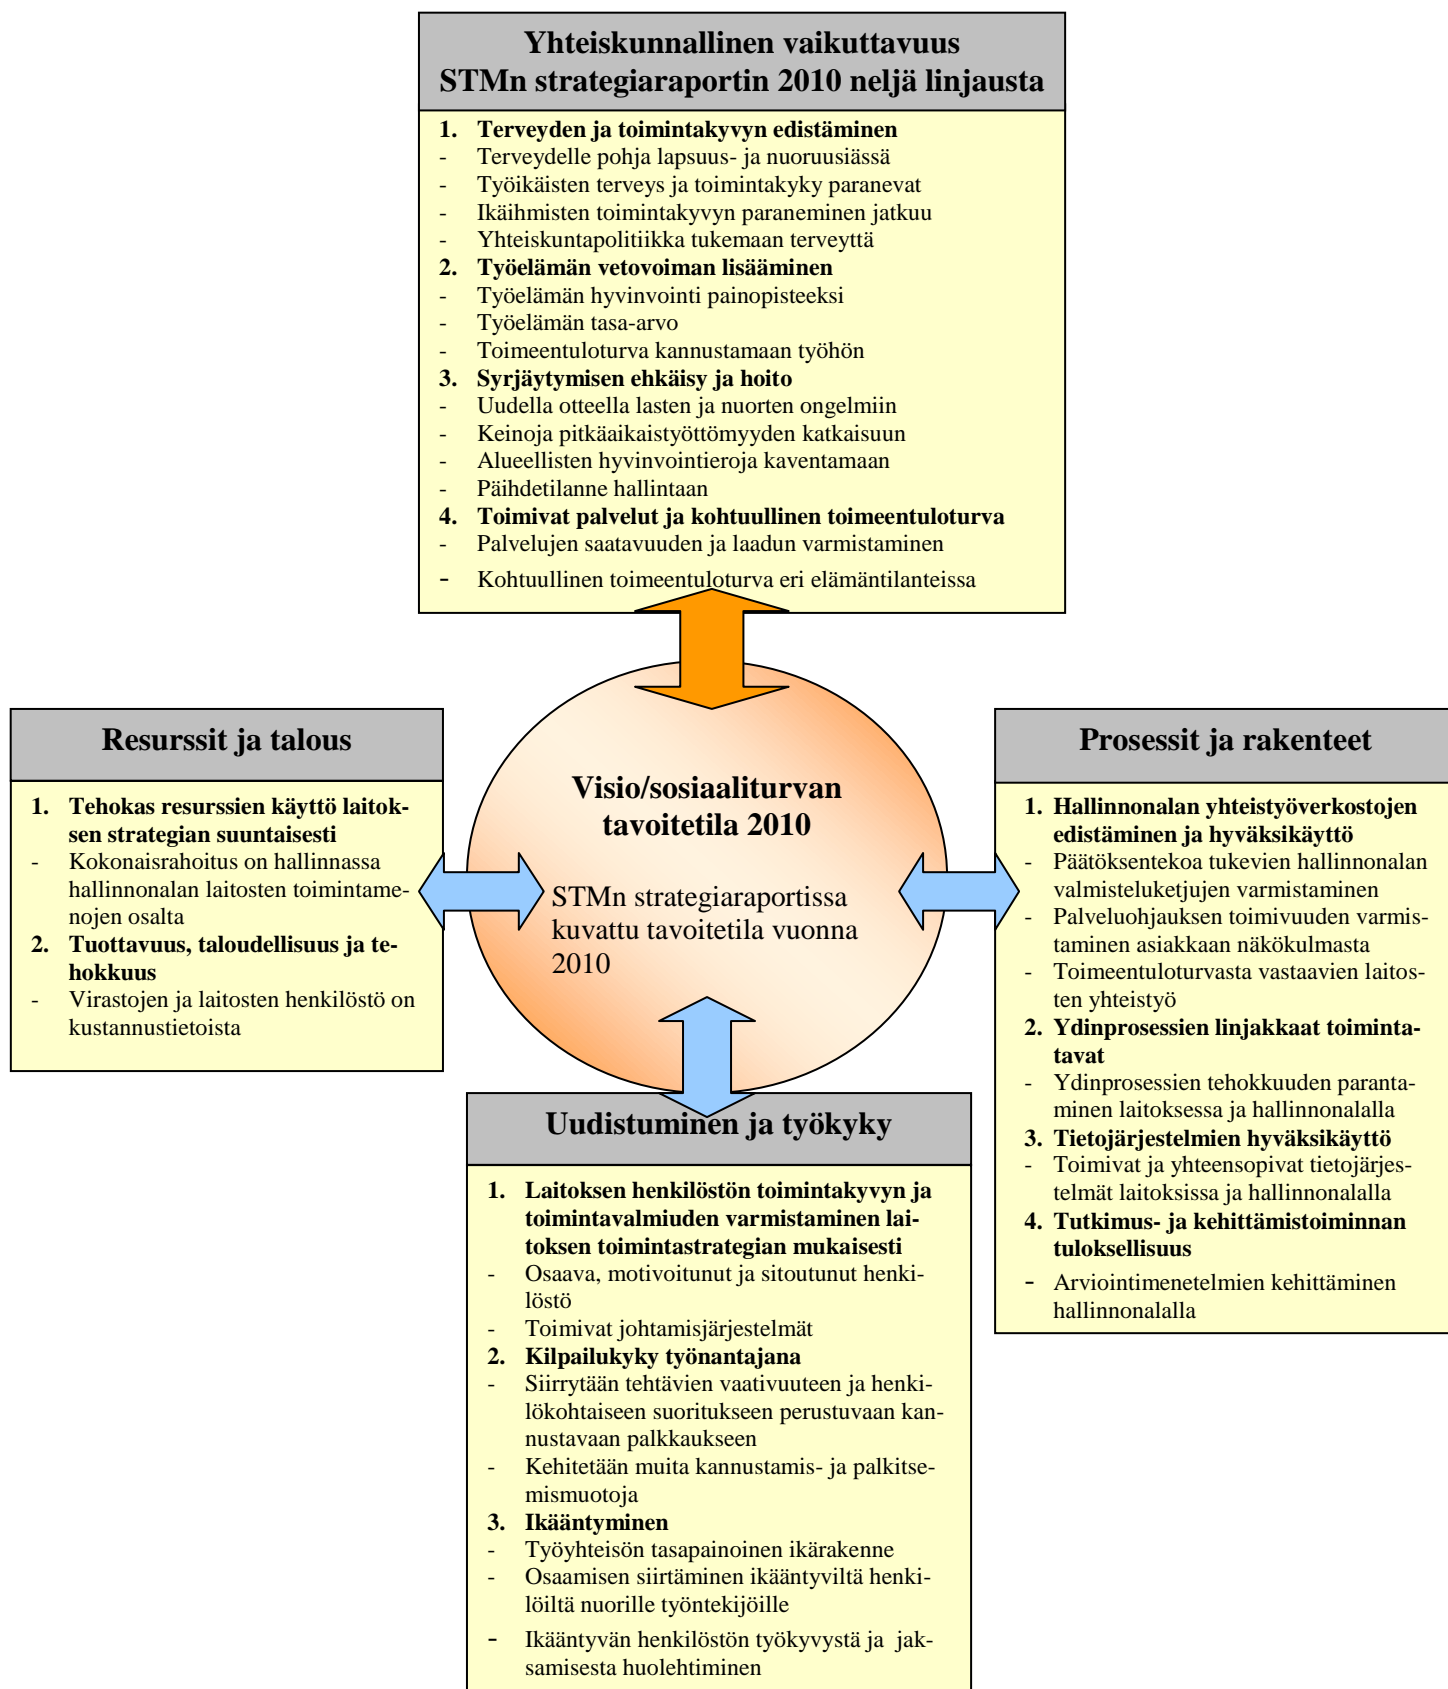 Yhteiskunnallinen vaikuttavuus
STMn strategiaraportin 2010 neljä linjausta
1. Terveyden ja toimintakyvyn edistäminen
- Terveydelle pohja lapsuus- ja nuoruusiässä
- Työikäisten terveys ja toimintakyky paranevat
- Ikäihmisten toimintakyvyn paraneminen jatkuu
- Yhteiskuntapolitiikka tukemaan terveyttä
2. Työelämän vetovoiman lisääminen
- Työelämän hyvinvointi painopisteeksi
- Työelämän tasa-arvo
- Toimeentuloturva kannustamaan työhön
3. Syrjäytymisen ehkäisy ja hoito
- Uudella otteella lasten ja nuorten ongelmiin
- Keinoja pitkäaikaistyöttömyyden katkaisuun
- Alueellisten hyvinvointieroja kaventamaan
- Päihdetilanne hallintaan
4. Toimivat palvelut ja kohtuullinen toimeentuloturva
- Palvelujen saatavuuden ja laadun varmistaminen
- Kohtuullinen toimeentuloturva eri elämäntilanteissa
Resurssit ja talous
1. Tehokas resurssien käyttö laitok-
sen strategian suuntaisesti
- Kokonaisrahoitus on hallinnassa
hallinnonalan laitosten toimintame-
nojen osalta
2. Tuottavuus, taloudellisuus ja te-
hokkuus
- Virastojen ja laitosten henkilöstö on
kustannustietoista
Visio/sosiaaliturvan
tavoitetila 2010
STMn strategiaraportissa
kuvattu tavoitetila vuonna
2010
Prosessit ja rakenteet
1. Hallinnonalan yhteistyöverkostojen
edistäminen ja hyväksikäyttö
- Päätöksentekoa tukevien hallinnonalan
valmisteluketjujen varmistaminen
- Palveluohjauksen toimivuuden varmis-
taminen asiakkaan näkökulmasta
- Toimeentuloturvasta vastaavien laitos-
ten yhteistyö
2. Ydinprosessien linjakkaat toiminta-
tavat
- Ydinprosessien tehokkuuden paranta-
minen laitoksessa ja hallinnonalalla
3. Tietojärjestelmien hyväksikäyttö
- Toimivat ja yhteensopivat tietojärjes-
telmät laitoksissa ja hallinnonalalla
4. Tutkimus- ja kehittämistoiminnan
tuloksellisuus
- Arviointimenetelmien kehittäminen
hallinnonalalla
Uudistuminen ja työkyky
1. Laitoksen henkilöstön toimintakyvyn ja
toimintavalmiuden varmistaminen lai-
toksen toimintastrategian mukaisesti
- Osaava, motivoitunut ja sitoutunut henki-
löstö
- Toimivat johtamisjärjestelmät
2. Kilpailukyky työnantajana
- Siirrytään tehtävien vaativuuteen ja henki-
lökohtaiseen suoritukseen perustuvaan kan-
nustavaan palkkaukseen
- Kehitetään muita kannustamis- ja palkitse-
mismuotoja
3. Ikääntyminen
- Työyhteisön tasapainoinen ikärakenne
- Osaamisen siirtäminen ikääntyviltä henki-
löiltä nuorille työntekijöille
- Ikääntyvän henkilöstön työkyvystä ja jak-
samisesta huolehtiminen